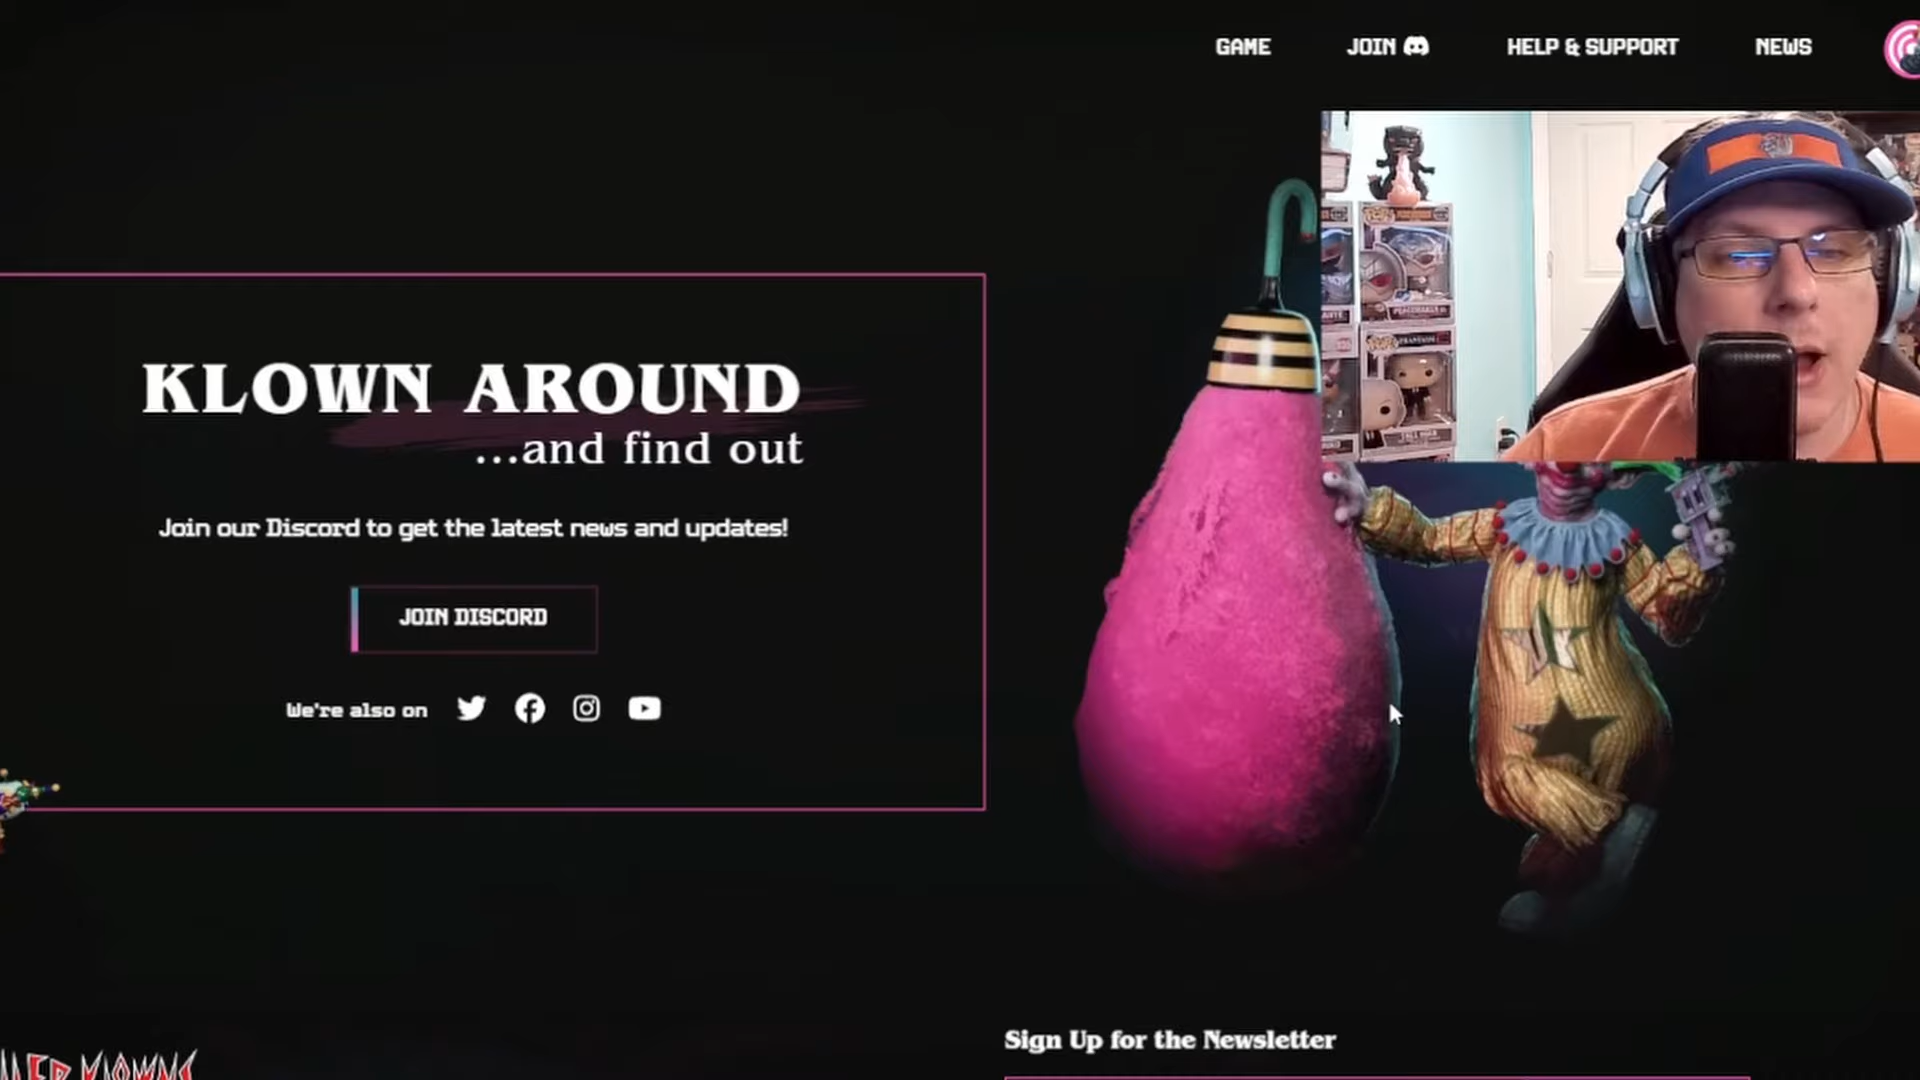 GAME
JOIN
HELP & SUPPORT
NEWS
KLOWN AROUND
...and find out
Join our Discord to get the latest news and updates!
JOIN DISCORD
We're also on
Sign Up for the Newsletter
KLOWNS